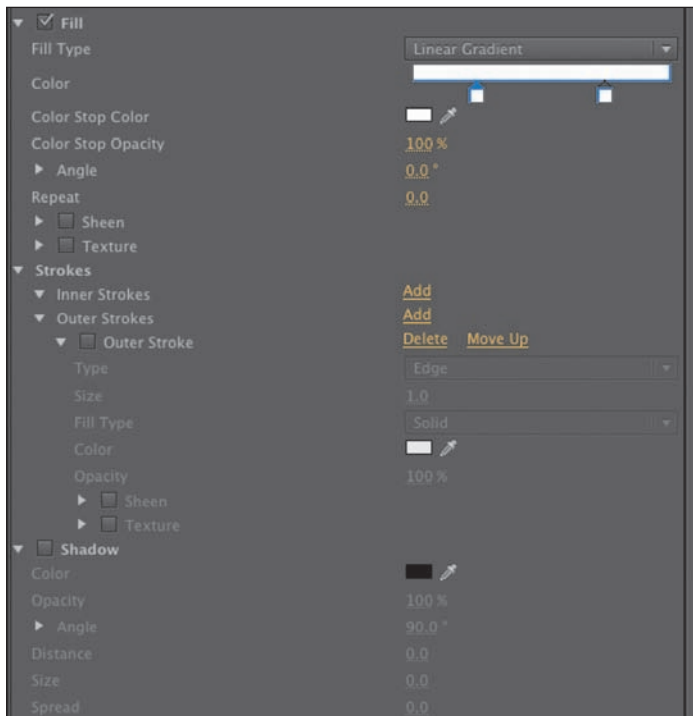 Fill
Fill Type Linear Gradient
Color
Color Stop Color
Color Stop Opacity 100 %
Angle 0.0 °
Repeat 0.0
Sheen
Texture
Strokes
Inner Strokes Add
Outer Strokes Add
Outer Stroke Delete Move Up
Type Edge
Size 1.0
Fill Type Solid
Color
Opacity 100 %
Sheen
Texture
Shadow
Color
Opacity 100 %
Angle 90.0 °
Distance 0.0
Size 0.0
Spread 0.0